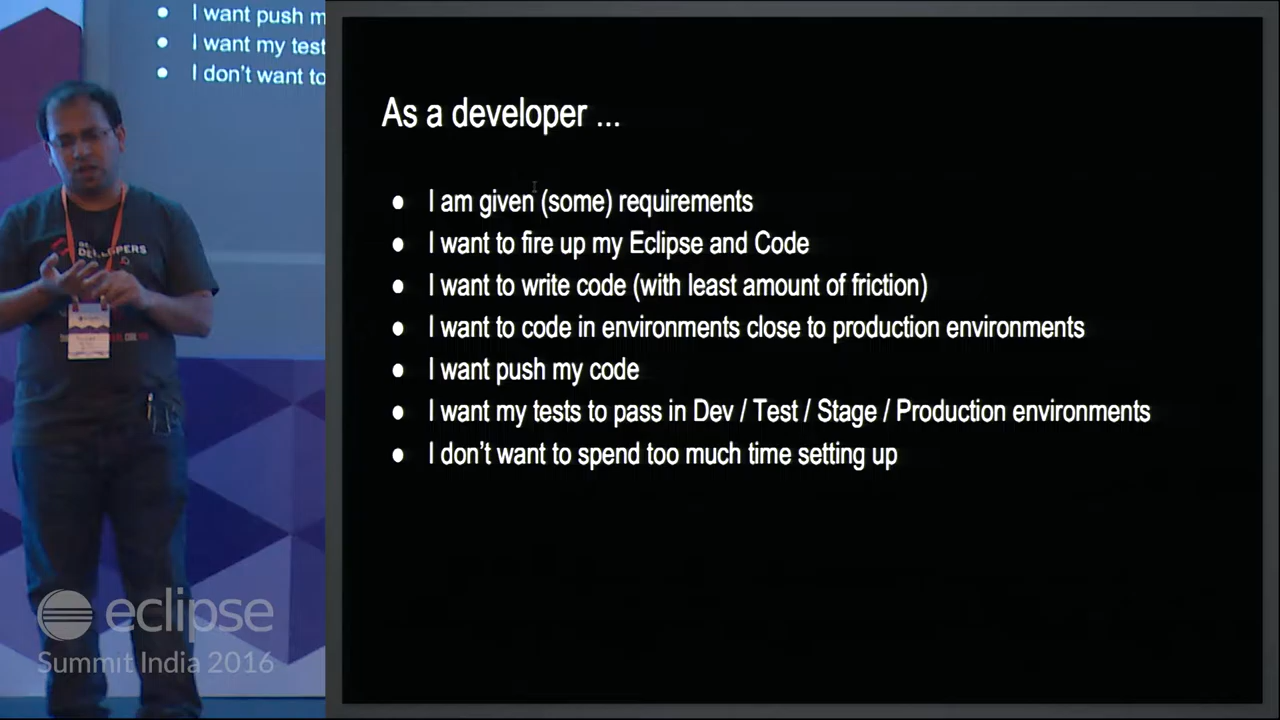 I want push m
I want my test
I don't want to
As a developer ...
I am given (some) requirements
I want to fire up my Eclipse and Code
I want to write code (with least amount of friction)
I want to code in environments close to production environments
I want push my code
I want my tests to pass in Dev / Test / Stage / Production environments
I don't want to spend too much time setting up
DEVELOPERS
eclipse
Summit India 2016